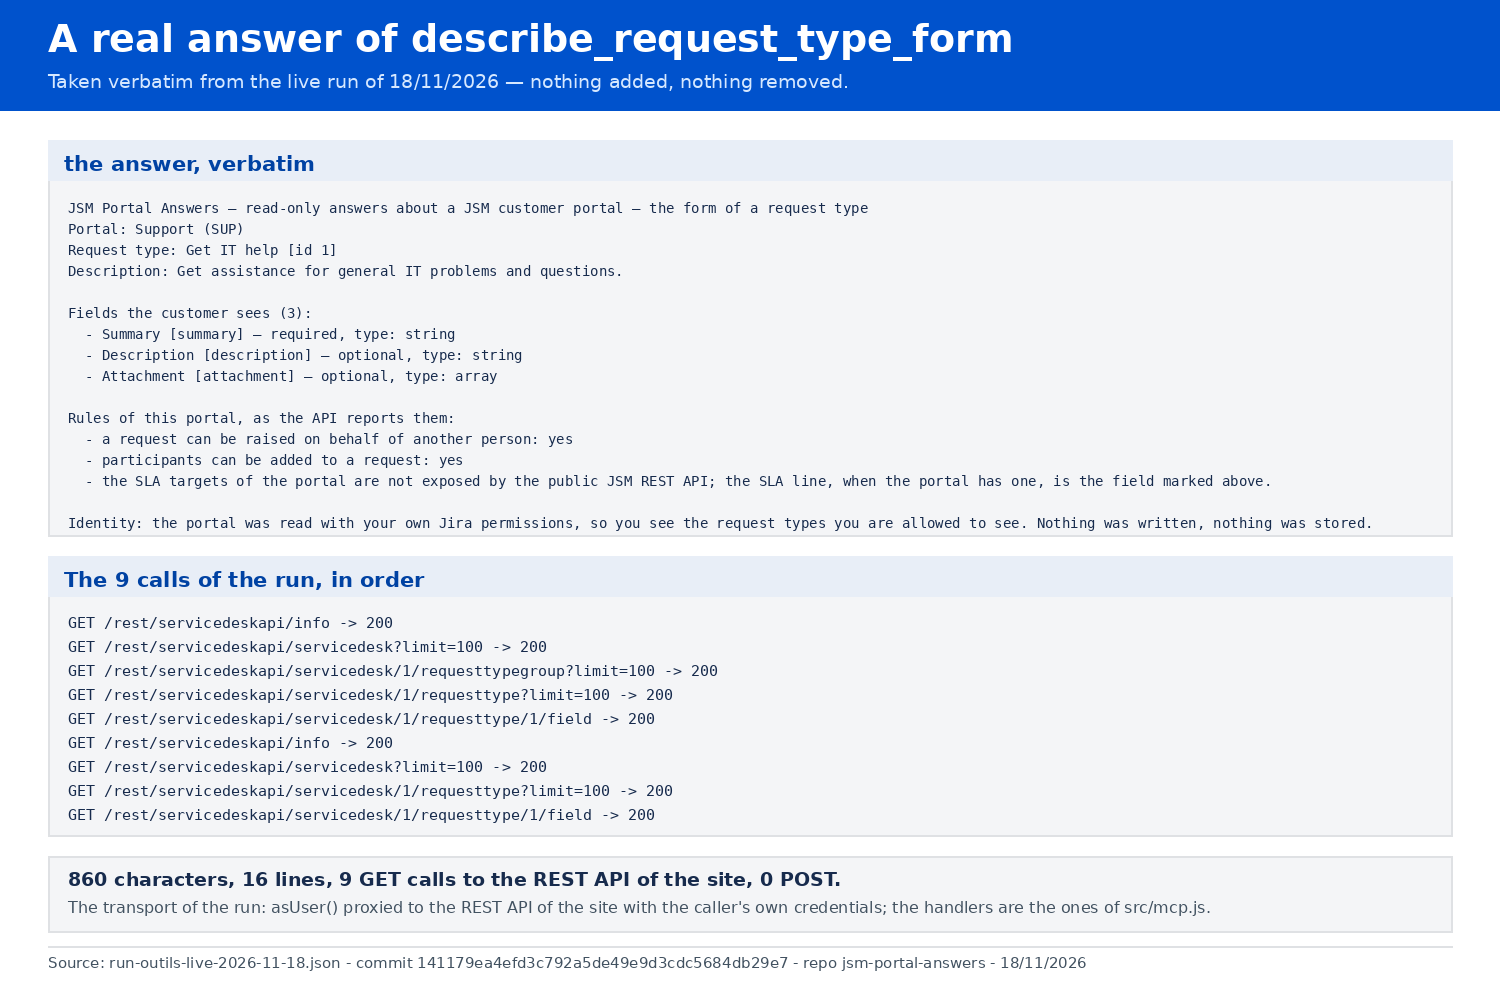 A real answer of describe_request_type_form
Taken verbatim from the live run of 18/11/2026 — nothing added, nothing removed.
the answer, verbatim
JSM Portal Answers — read-only answers about a JSM customer portal — the form of a request type
Portal: Support (SUP)
Request type: Get IT help [id 1]
Description: Get assistance for general IT problems and questions.
Fields the customer sees (3):
- Summary [summary] — required, type: string
- Description [description] — optional, type: string
- Attachment [attachment] — optional, type: array
Rules of this portal, as the API reports them:
- a request can be raised on behalf of another person: yes
- participants can be added to a request: yes
- the SLA targets of the portal are not exposed by the public JSM REST API; the SLA line, when the portal has one, is the field marked above.
Identity: the portal was read with your own Jira permissions, so you see the request types you are allowed to see. Nothing was written, nothing was stored.
The 9 calls of the run, in order
GET /rest/servicedeskapi/info -> 200
GET /rest/servicedeskapi/servicedesk?limit=100 -> 200
GET /rest/servicedeskapi/servicedesk/1/requesttypegroup?limit=100 -> 200
GET /rest/servicedeskapi/servicedesk/1/requesttype?limit=100 -> 200
GET /rest/servicedeskapi/servicedesk/1/requesttype/1/field -> 200
GET /rest/servicedeskapi/info -> 200
GET /rest/servicedeskapi/servicedesk?limit=100 -> 200
GET /rest/servicedeskapi/servicedesk/1/requesttype?limit=100 -> 200
GET /rest/servicedeskapi/servicedesk/1/requesttype/1/field -> 200
860 characters, 16 lines, 9 GET calls to the REST API of the site, 0 POST.
The transport of the run: asUser() proxied to the REST API of the site with the caller's own credentials; the handlers are the ones of src/mcp.js.
Source: run-outils-live-2026-11-18.json - commit 141179ea4efd3c792a5de49e9d3cdc5684db29e7 - repo jsm-portal-answers - 18/11/2026